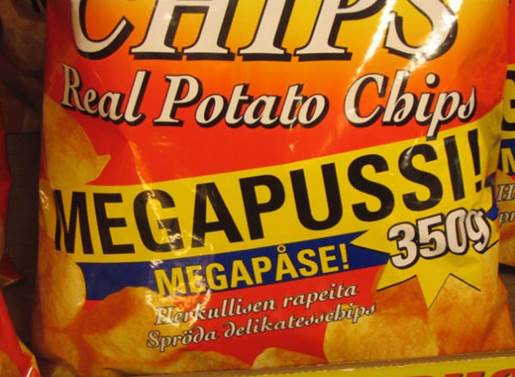 CHIPS
Real Potato Chips
MEGAPUSSI!
350g
MEGAPÅSE!
Herkullisen rapeita
Spröda delikatesschips